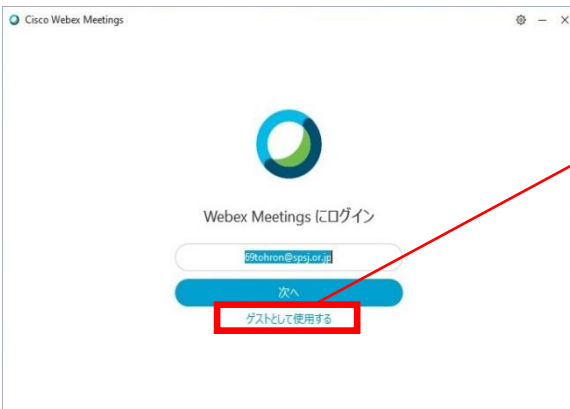 Cisco Webex Meetings
Webex Meetings にログイン
69tohron@spsj.or.jp
次へ
ゲストとして使用する